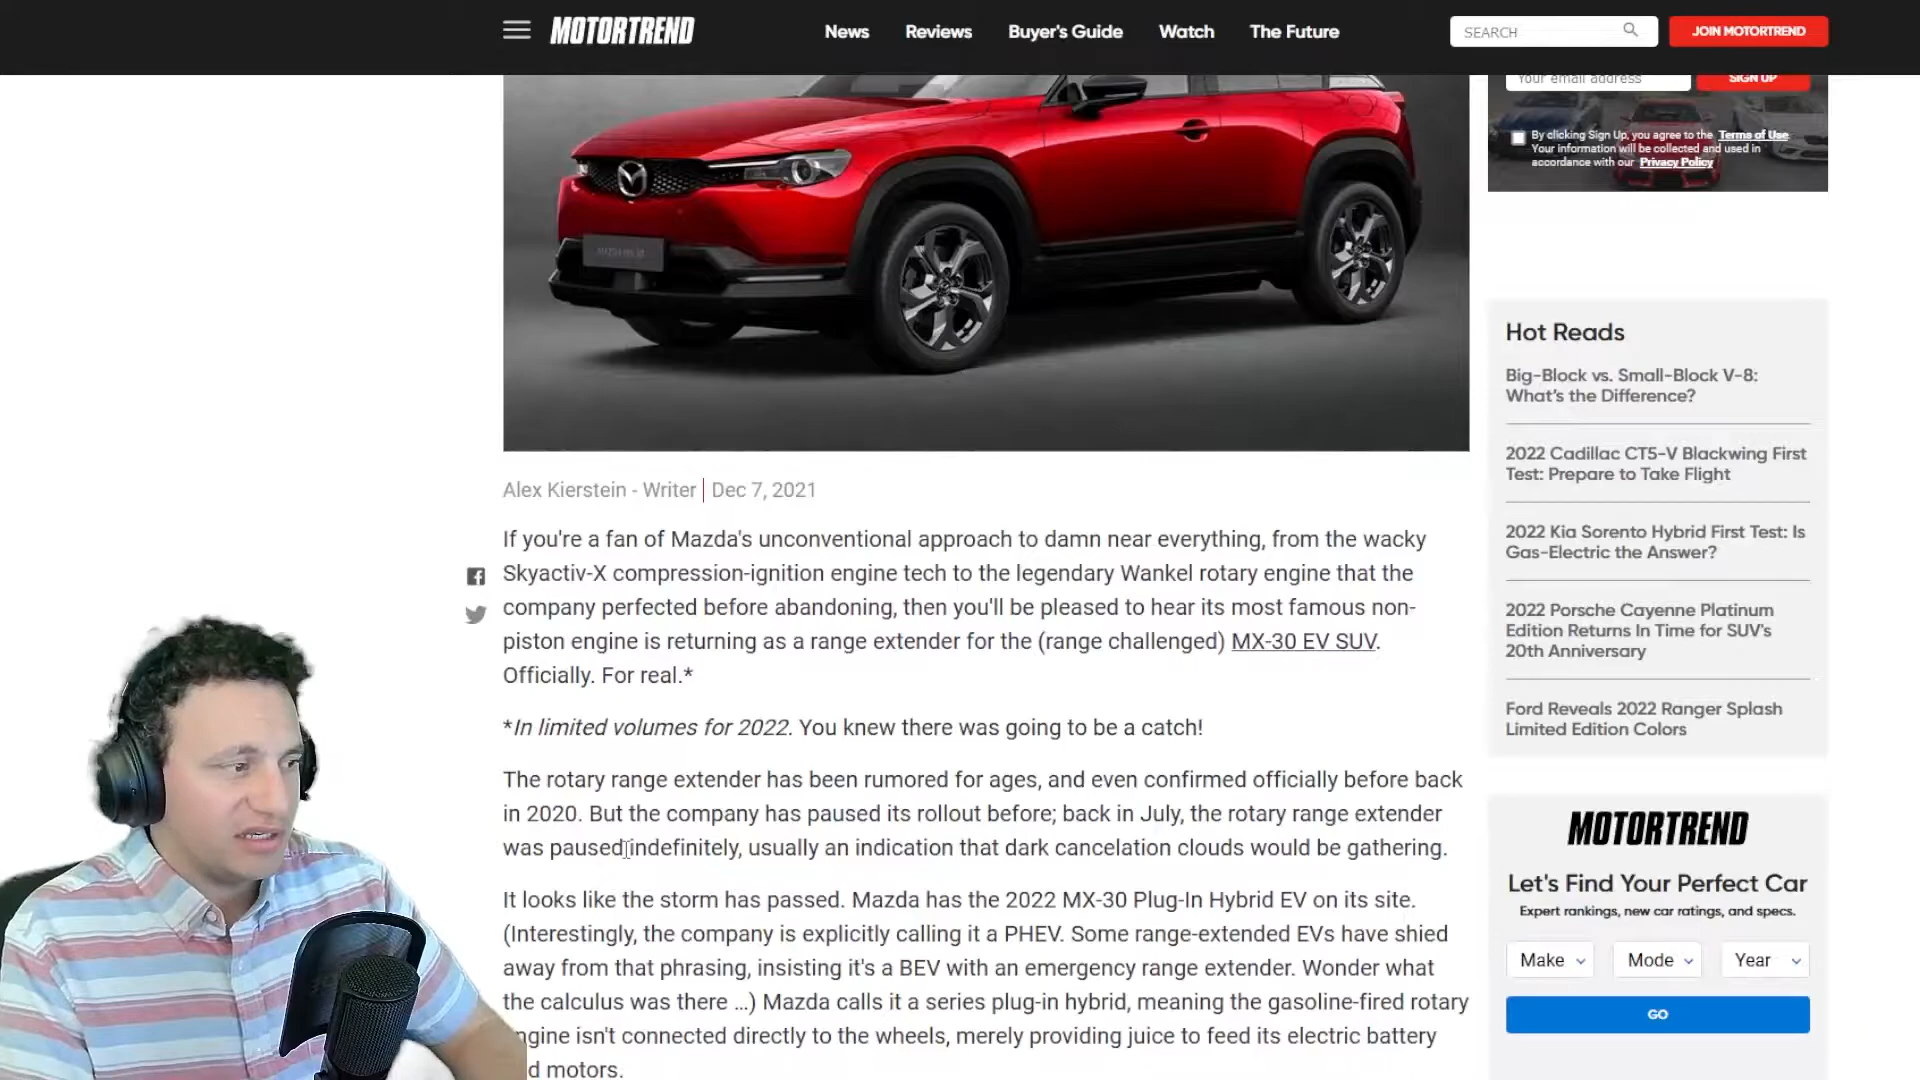 MOTORTREND
News
Reviews
Buyer's Guide
Watch
The Future
SEARCH
JOIN MOTORTREND
Your email address
SIGN UP
By clicking Sign Up, you agree to the Terms of Use
Your information will be collected and used in
accordance with our Privacy Policy
Alex Kierstein - Writer | Dec 7, 2021
If you're a fan of Mazda's unconventional approach to damn near everything, from the wacky
Skyactiv-X compression-ignition engine tech to the legendary Wankel rotary engine that the
company perfected before abandoning, then you'll be pleased to hear its most famous non-
piston engine is returning as a range extender for the (range challenged) MX-30 EV SUV.
Officially. For real.*
*In limited volumes for 2022. You knew there was going to be a catch!
The rotary range extender has been rumored for ages, and even confirmed officially before back
in 2020. But the company has paused its rollout before; back in July, the rotary range extender
was paused indefinitely, usually an indication that dark cancelation clouds would be gathering.
It looks like the storm has passed. Mazda has the 2022 MX-30 Plug-In Hybrid EV on its site.
(Interestingly, the company is explicitly calling it a PHEV. Some range-extended EVs have shied
away from that phrasing, insisting it's a BEV with an emergency range extender. Wonder what
the calculus was there ...) Mazda calls it a series plug-in hybrid, meaning the gasoline-fired rotary
ngine isn't connected directly to the wheels, merely providing juice to feed its electric battery
d motors.
Hot Reads
Big-Block vs. Small-Block V-8:
What's the Difference?
2022 Cadillac CT5-V Blackwing First
Test: Prepare to Take Flight
2022 Kia Sorento Hybrid First Test: Is
Gas-Electric the Answer?
2022 Porsche Cayenne Platinum
Edition Returns In Time for SUV's
20th Anniversary
Ford Reveals 2022 Ranger Splash
Limited Edition Colors
MOTORTREND
Let's Find Your Perfect Car
Expert rankings, new car ratings, and specs.
Make
Mode
Year
GO